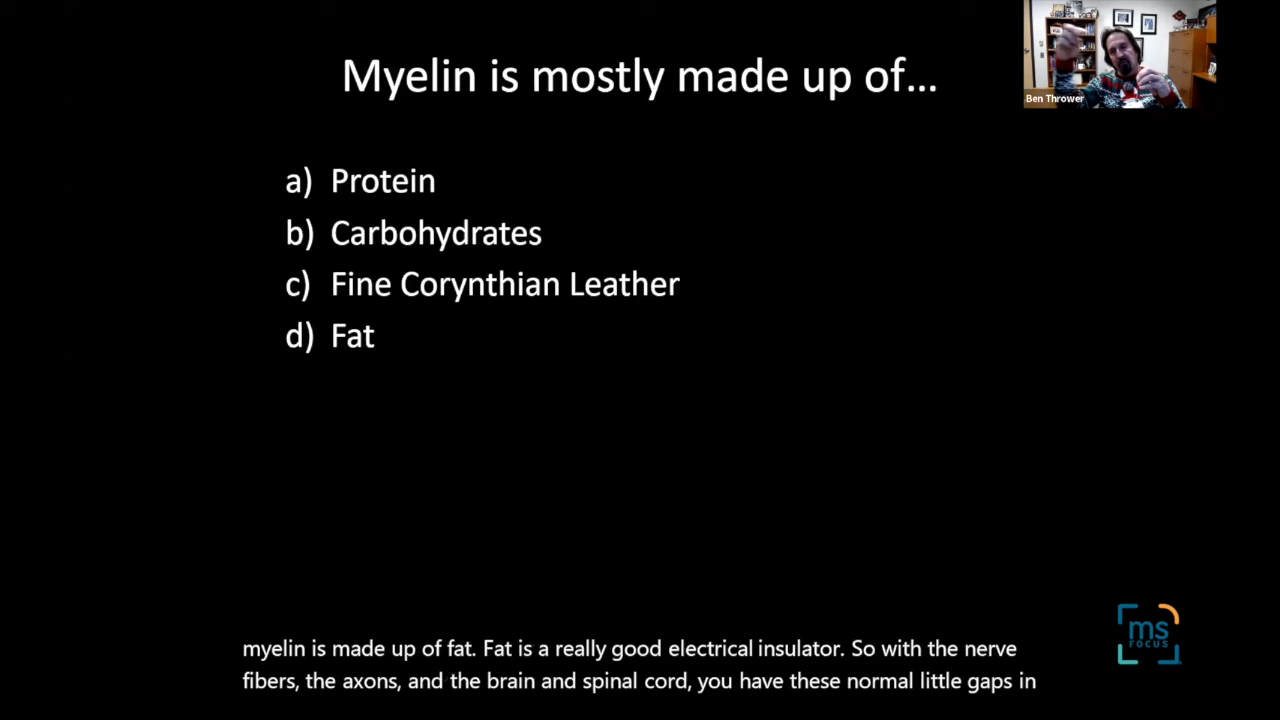 Myelin is mostly made up of...
Ben Thrower
a) Protein
b) Carbohydrates
c) Fine Corynthian Leather
d) Fat
ms
FOCUS
myelin is made up of fat. Fat is a really good electrical insulator. So with the nerve
fibers, the axons, and the brain and spinal cord, you have these normal little gaps in